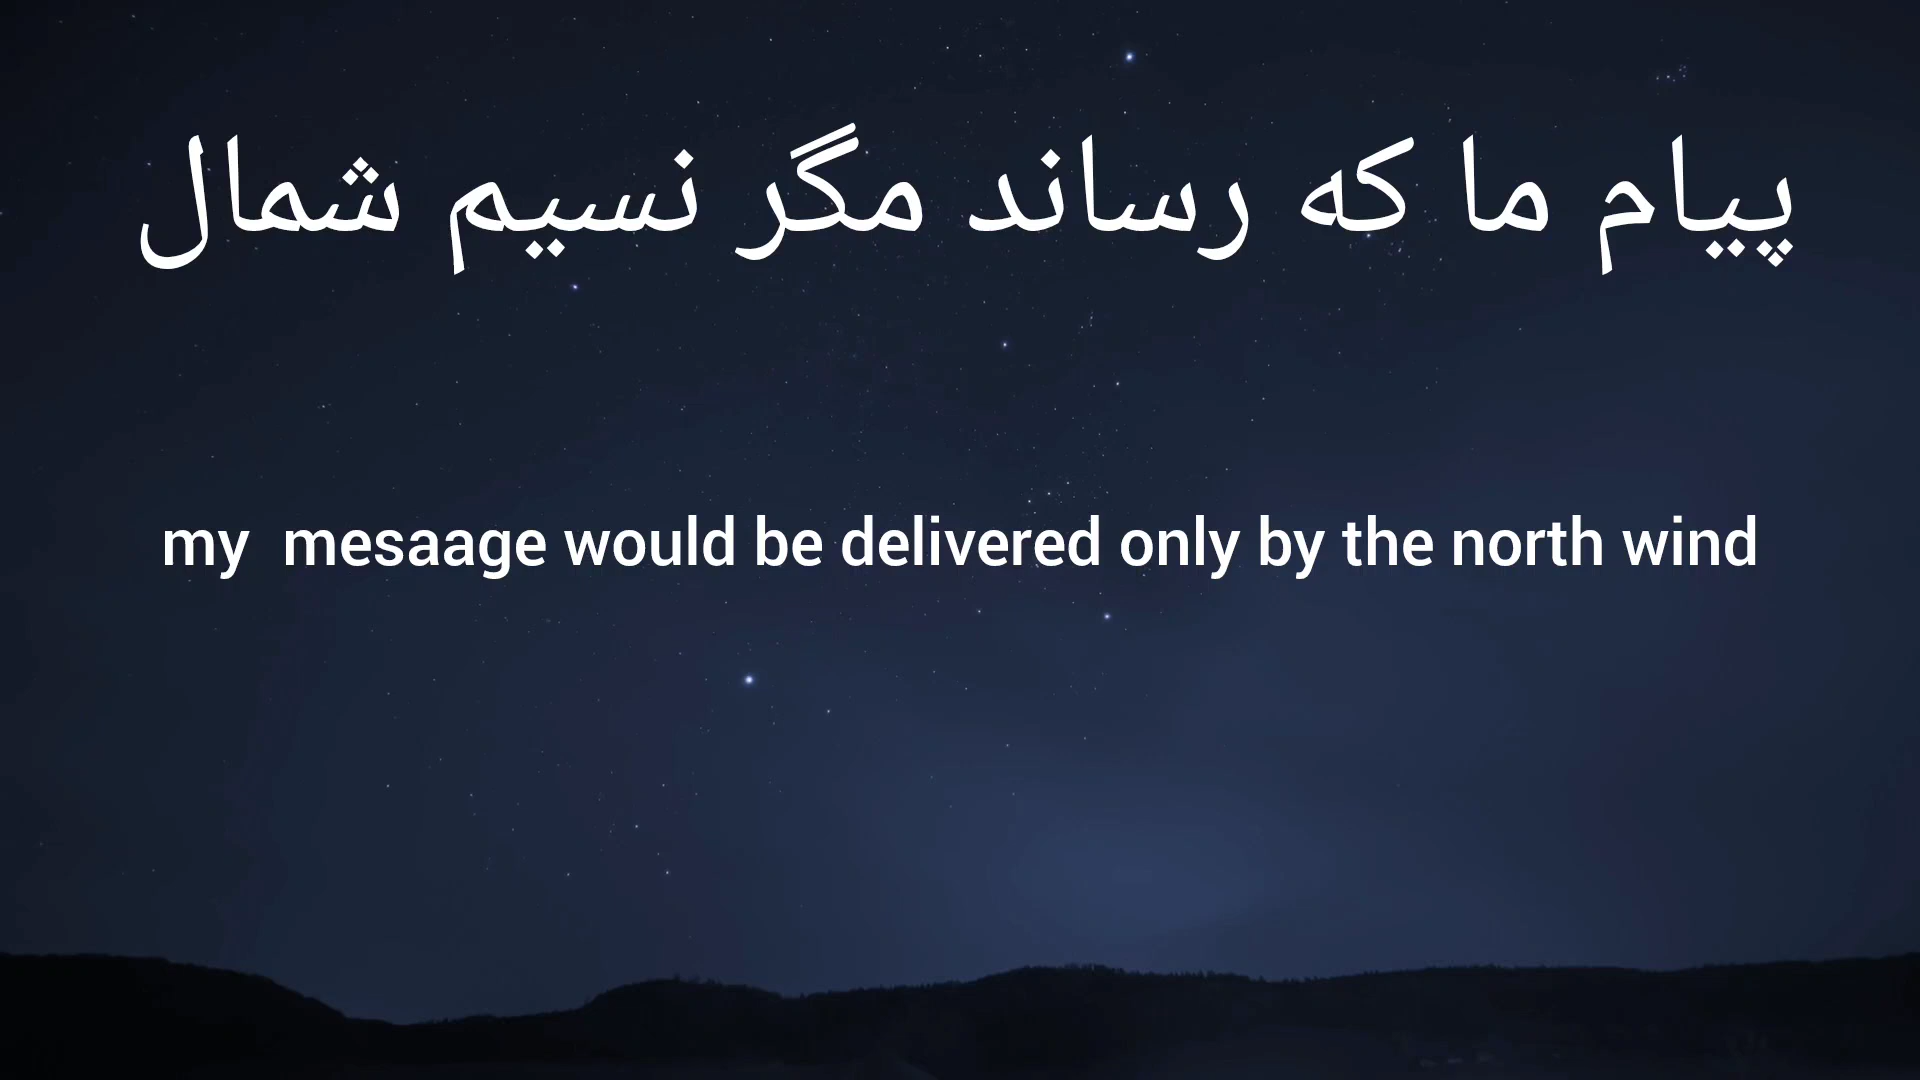 پیام ما که رساند مگر نسیم شمال
my  mesaage would be delivered only by the north wind